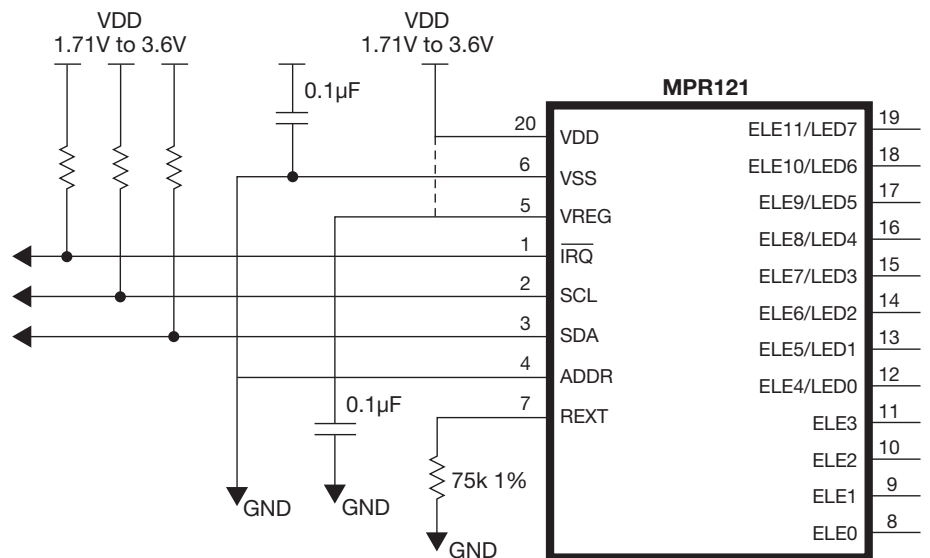 VDD
1.71V to 3.6V
VDD
1.71V to 3.6V
0.1µF
MPR121
20 VDD
6 VSS
5 VREG
1 IRQ
2 SCL
3 SDA
4 ADDR
7 REXT
ELE11/LED7 19
ELE10/LED6 18
ELE9/LED5 17
ELE8/LED4 16
ELE7/LED3 15
ELE6/LED2 14
ELE5/LED1 13
ELE4/LED0 12
ELE3 11
ELE2 10
ELE1 9
ELE0 8
0.1µF
75k 1%
GND
GND
GND